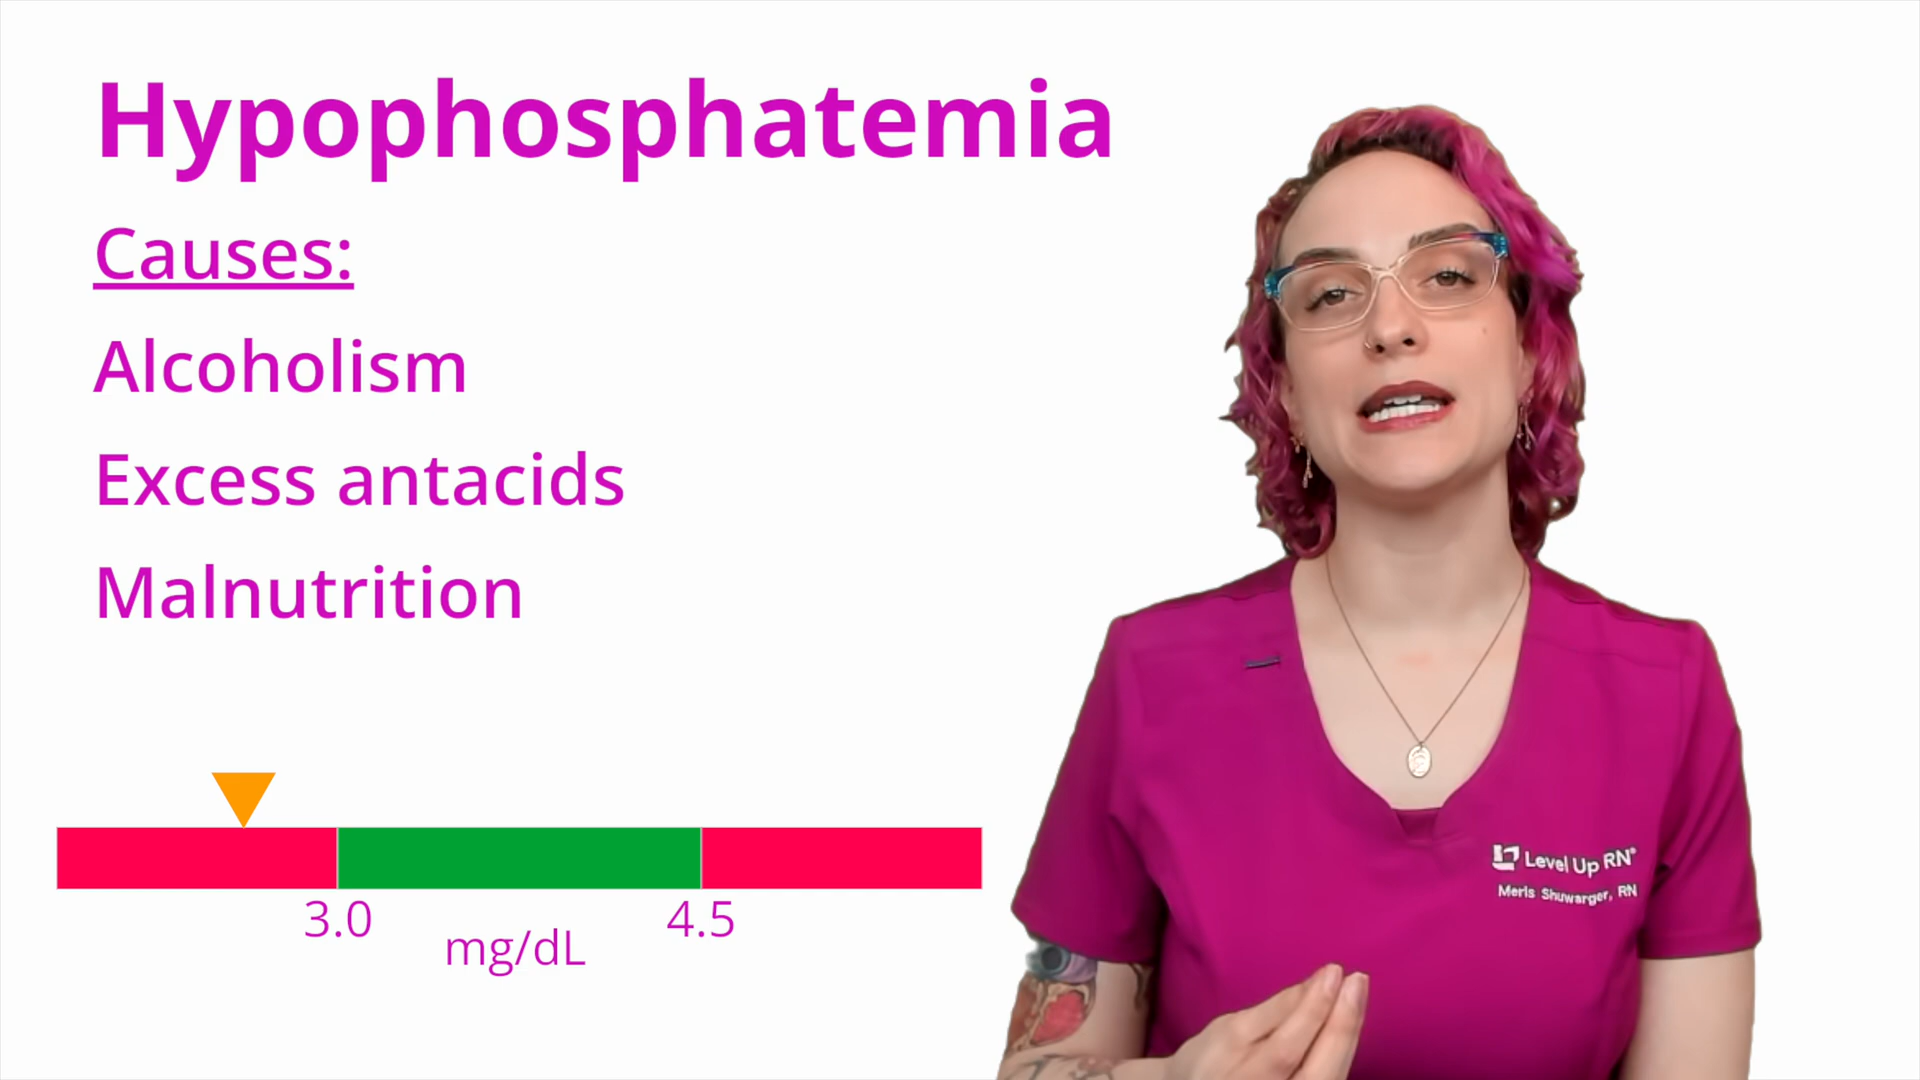 Hypophosphatemia
Causes:
Alcoholism
Excess antacids
Malnutrition
3.0
4.5
mg/dL
Level Up RN®
Meris Shuwarger, RN